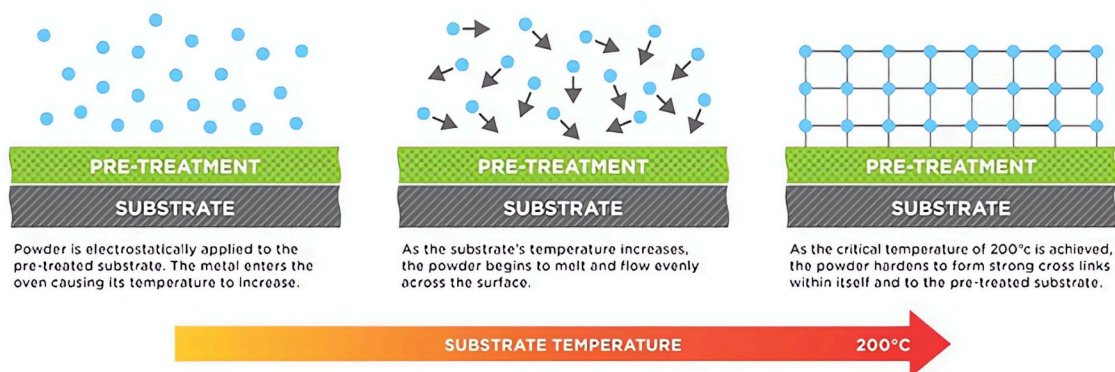 PRE-TREATMENT
SUBSTRATE
Powder is electrostatically applied to the
pre-treated substrate. The metal enters the
oven causing its temperature to increase.
PRE-TREATMENT
SUBSTRATE
As the substrate's temperature increases,
the powder begins to melt and flow evenly
across the surface.
PRE-TREATMENT
SUBSTRATE
As the critical temperature of 200°c is achieved,
the powder hardens to form strong cross links
within itself and to the pre-treated substrate.
SUBSTRATE TEMPERATURE 200°C